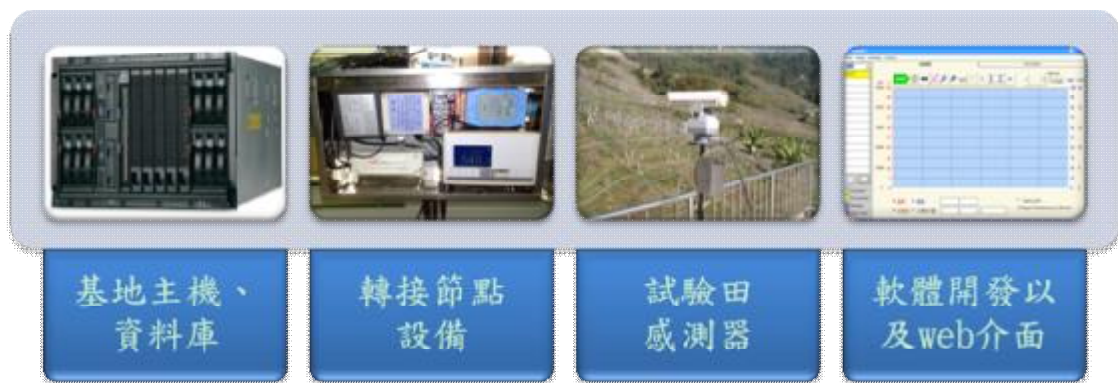 基地主機、
資料庫
轉接節點
設備
試驗田
感測器
軟體開發以
及web介面